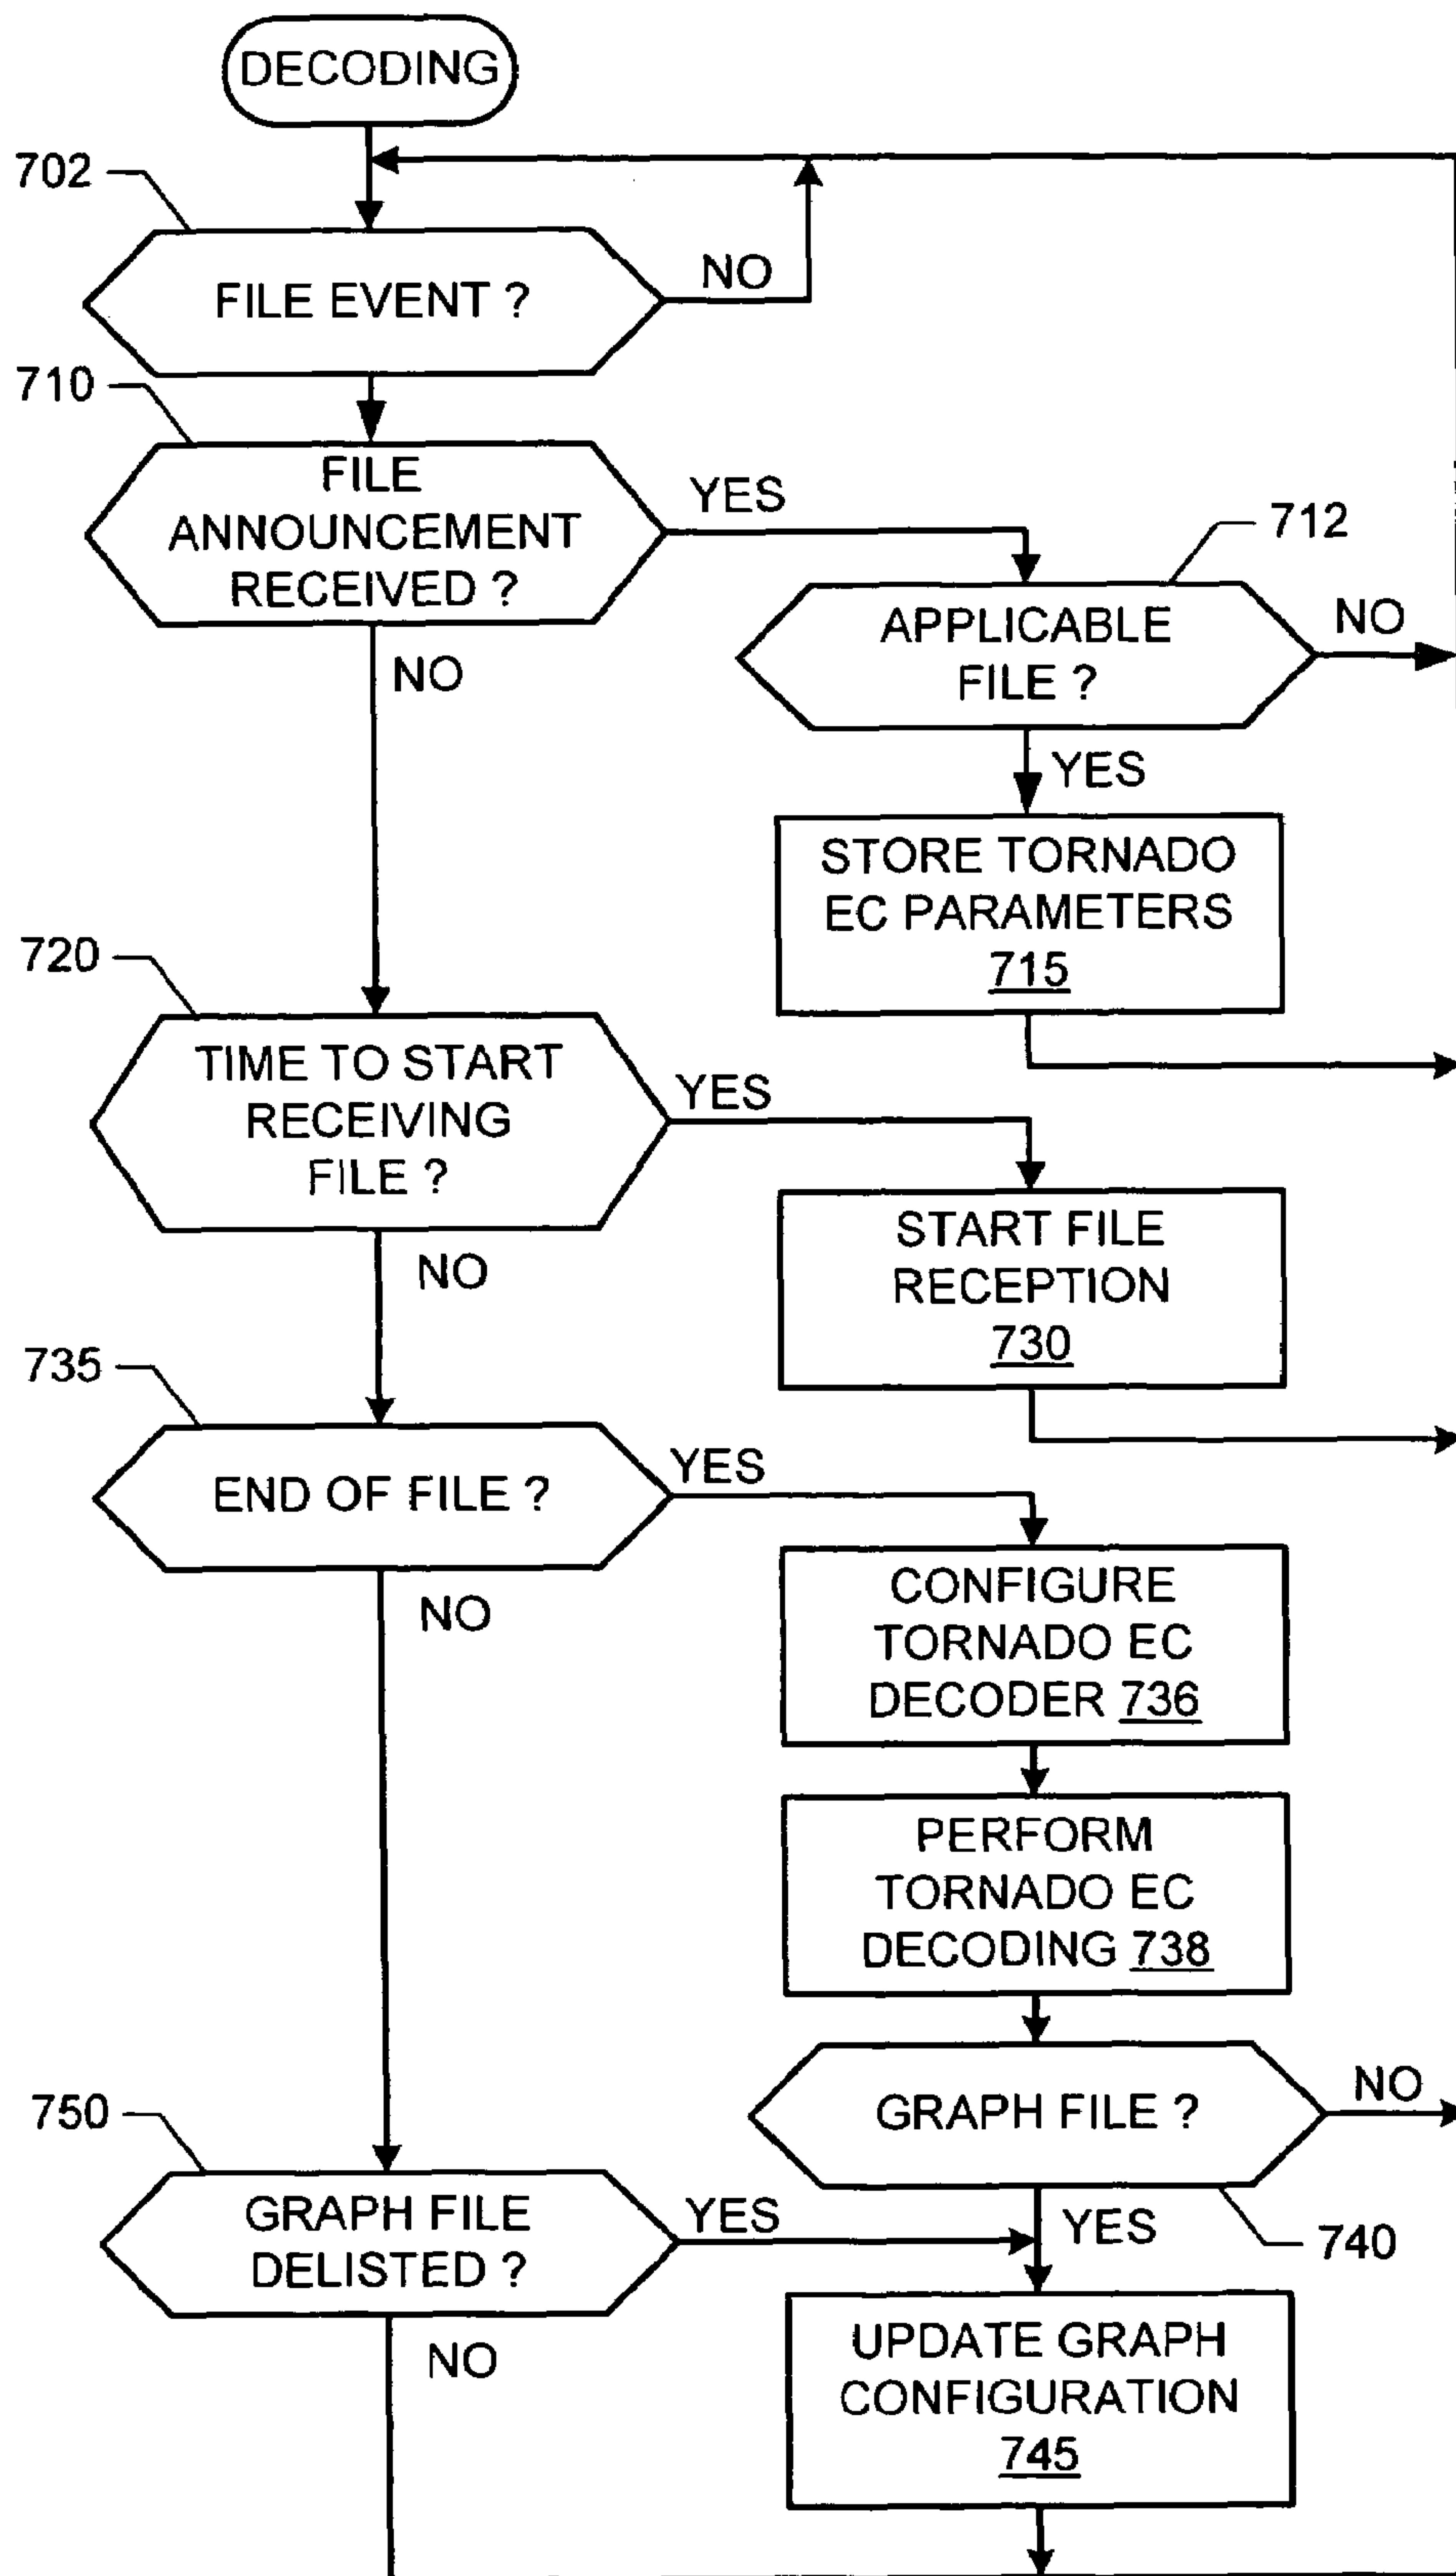 DECODING
702
FILE EVENT ?
NO
710
FILE
ANNOUNCEMENT
RECEIVED ?
YES
NO
712
APPLICABLE
FILE ?
NO
YES
STORE TORNADO
EC PARAMETERS
715
720
TIME TO START
RECEIVING
FILE ?
YES
NO
START FILE
RECEPTION
730
735
END OF FILE ?
YES
NO
CONFIGURE
TORNADO EC
DECODER 736
PERFORM
TORNADO EC
DECODING 738
GRAPH FILE ?
NO
740
YES
750
GRAPH FILE
DELISTED ?
YES
NO
UPDATE GRAPH
CONFIGURATION
745